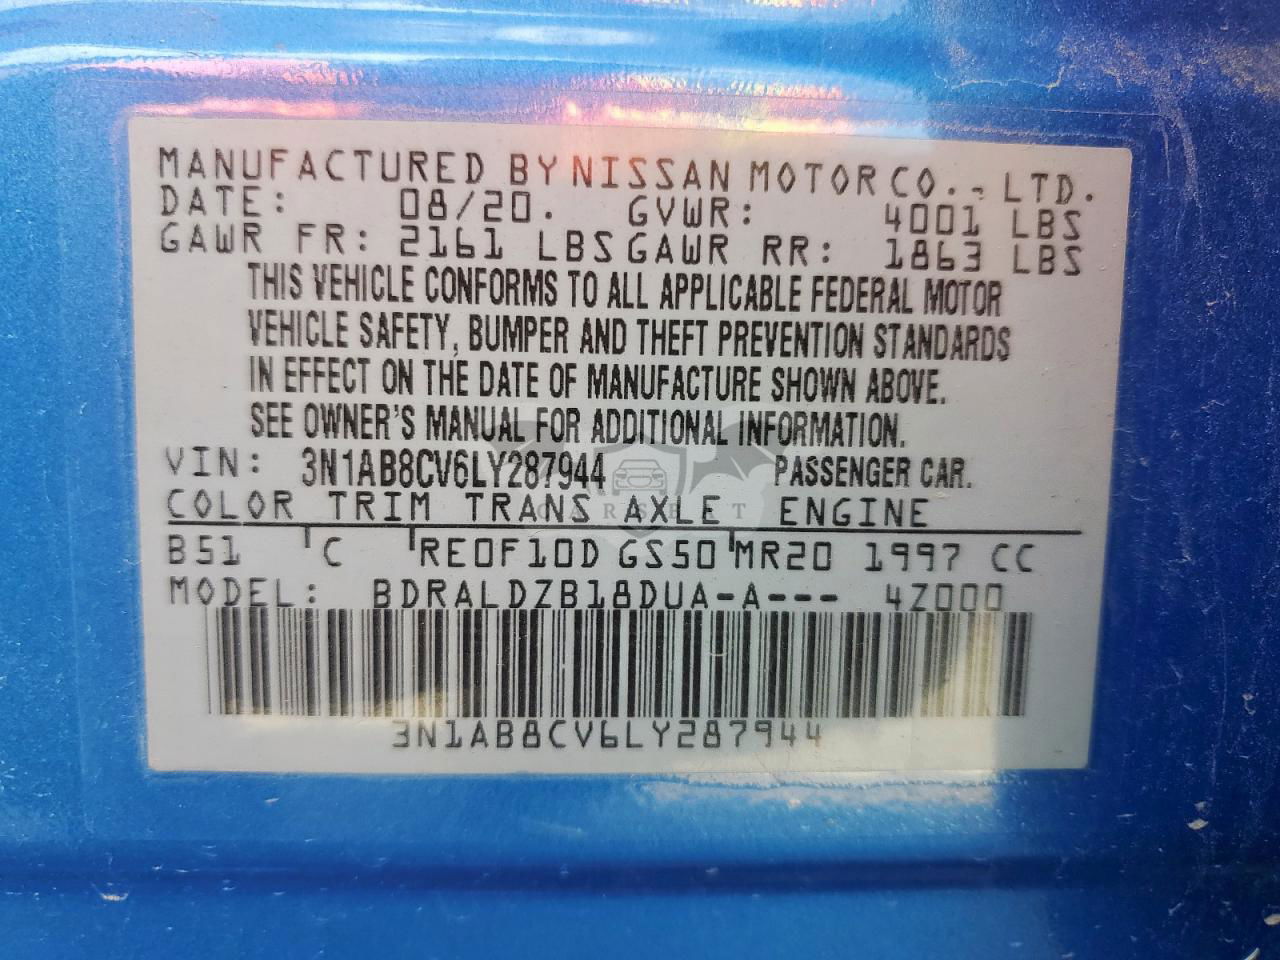 MANUFACTURED BY NISSAN MOTOR CO., LTD.
DATE: 08/20. GVWR: 4001 LBS
GAWR FR: 2161 LBS GAWR RR: 1863 LBS
THIS VEHICLE CONFORMS TO ALL APPLICABLE FEDERAL MOTOR
VEHICLE SAFETY, BUMPER AND THEFT PREVENTION STANDARDS
IN EFFECT ON THE DATE OF MANUFACTURE SHOWN ABOVE.
SEE OWNER'S MANUAL FOR ADDITIONAL INFORMATION.
VIN: 3N1AB8CV6LY287944 PASSENGER CAR.
COLOR TRIM TRANS AXLE ENGINE
B51 C RE0F10D GS50 MR20 1997 CC
MODEL: BDRALDZB18DUA-A--- 4Z000
3N1AB8CV6LY287944